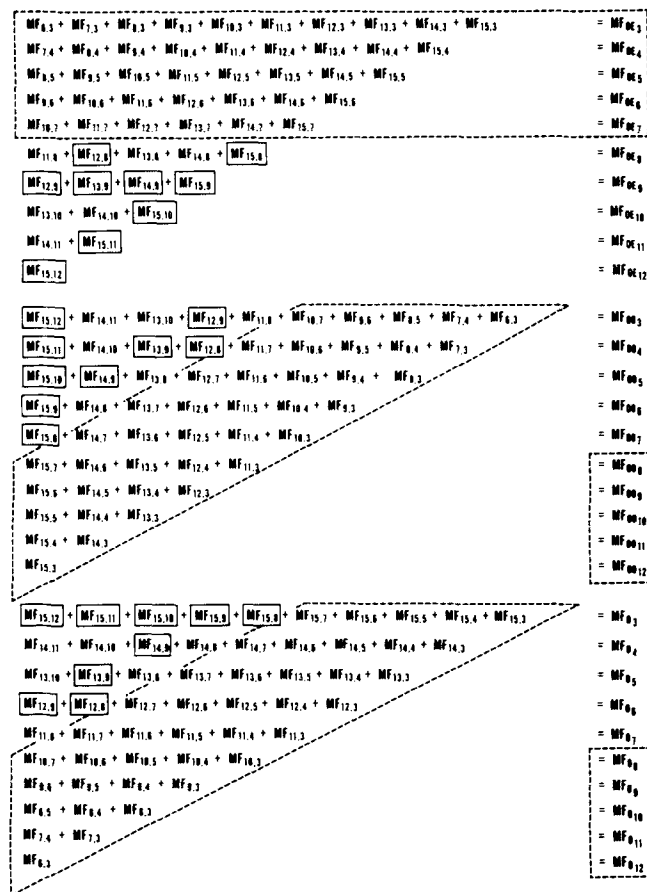 MF6,3 + MF7,3 + MF8,3 + MF9,3 + MF10,3 + MF11,3 + MF12,3 + MF13,3 + MF14,3 + MF15,3 = MF0E3
MF7,4 + MF8,4 + MF9,4 + MF10,4 + MF11,4 + MF12,4 + MF13,4 + MF14,4 + MF15,4 = MF0E4
MF8,5 + MF9,5 + MF10,5 + MF11,5 + MF12,5 + MF13,5 + MF14,5 + MF15,5 = MF0E5
MF9,6 + MF10,6 + MF11,6 + MF12,6 + MF13,6 + MF14,6 + MF15,6 = MF0E6
MF10,7 + MF11,7 + MF12,7 + MF13,7 + MF14,7 + MF15,7 = MF0E7
MF11,8 + MF12,8 + MF13,8 + MF14,8 + MF15,8 = MF0E8
MF12,9 + MF13,9 + MF14,9 + MF15,9 = MF0E9
MF13,10 + MF14,10 + MF15,10 = MF0E10
MF14,11 + MF15,11 = MF0E11
MF15,12 = MF0E12
MF15,12 + MF14,11 + MF13,10 + MF12,9 + MF11,8 + MF10,7 + MF9,6 + MF8,5 + MF7,4 + MF6,3 = MF003
MF15,11 + MF14,10 + MF13,9 + MF12,8 + MF11,7 + MF10,6 + MF9,5 + MF8,4 + MF7,3 = MF004
MF15,10 + MF14,9 + MF13,8 + MF12,7 + MF11,6 + MF10,5 + MF9,4 + MF8,3 = MF005
MF15,9 + MF14,8 + MF13,7 + MF12,6 + MF11,5 + MF10,4 + MF9,3 = MF006
MF15,8 + MF14,7 + MF13,6 + MF12,5 + MF11,4 + MF10,3 = MF007
MF15,7 + MF14,6 + MF13,5 + MF12,4 + MF11,3 = MF008
MF15,6 + MF14,5 + MF13,4 + MF12,3 = MF009
MF15,5 + MF14,4 + MF13,3 = MF0010
MF15,4 + MF14,3 = MF0011
MF15,3 = MF0012
MF15,12 + MF15,11 + MF15,10 + MF15,9 + MF15,8 + MF15,7 + MF15,6 + MF15,5 + MF15,4 + MF15,3 = MF03
MF14,11 + MF14,10 + MF14,9 + MF14,8 + MF14,7 + MF14,6 + MF14,5 + MF14,4 + MF14,3 = MF04
MF13,10 + MF13,9 + MF13,8 + MF13,7 + MF13,6 + MF13,5 + MF13,4 + MF13,3 = MF05
MF12,9 + MF12,8 + MF12,7 + MF12,6 + MF12,5 + MF12,4 + MF12,3 = MF06
MF11,8 + MF11,7 + MF11,6 + MF11,5 + MF11,4 + MF11,3 = MF07
MF10,7 + MF10,6 + MF10,5 + MF10,4 + MF10,3 = MF08
MF9,6 + MF9,5 + MF9,4 + MF9,3 = MF09
MF8,5 + MF8,4 + MF8,3 = MF010
MF7,4 + MF7,3 = MF011
MF6,3 = MF012